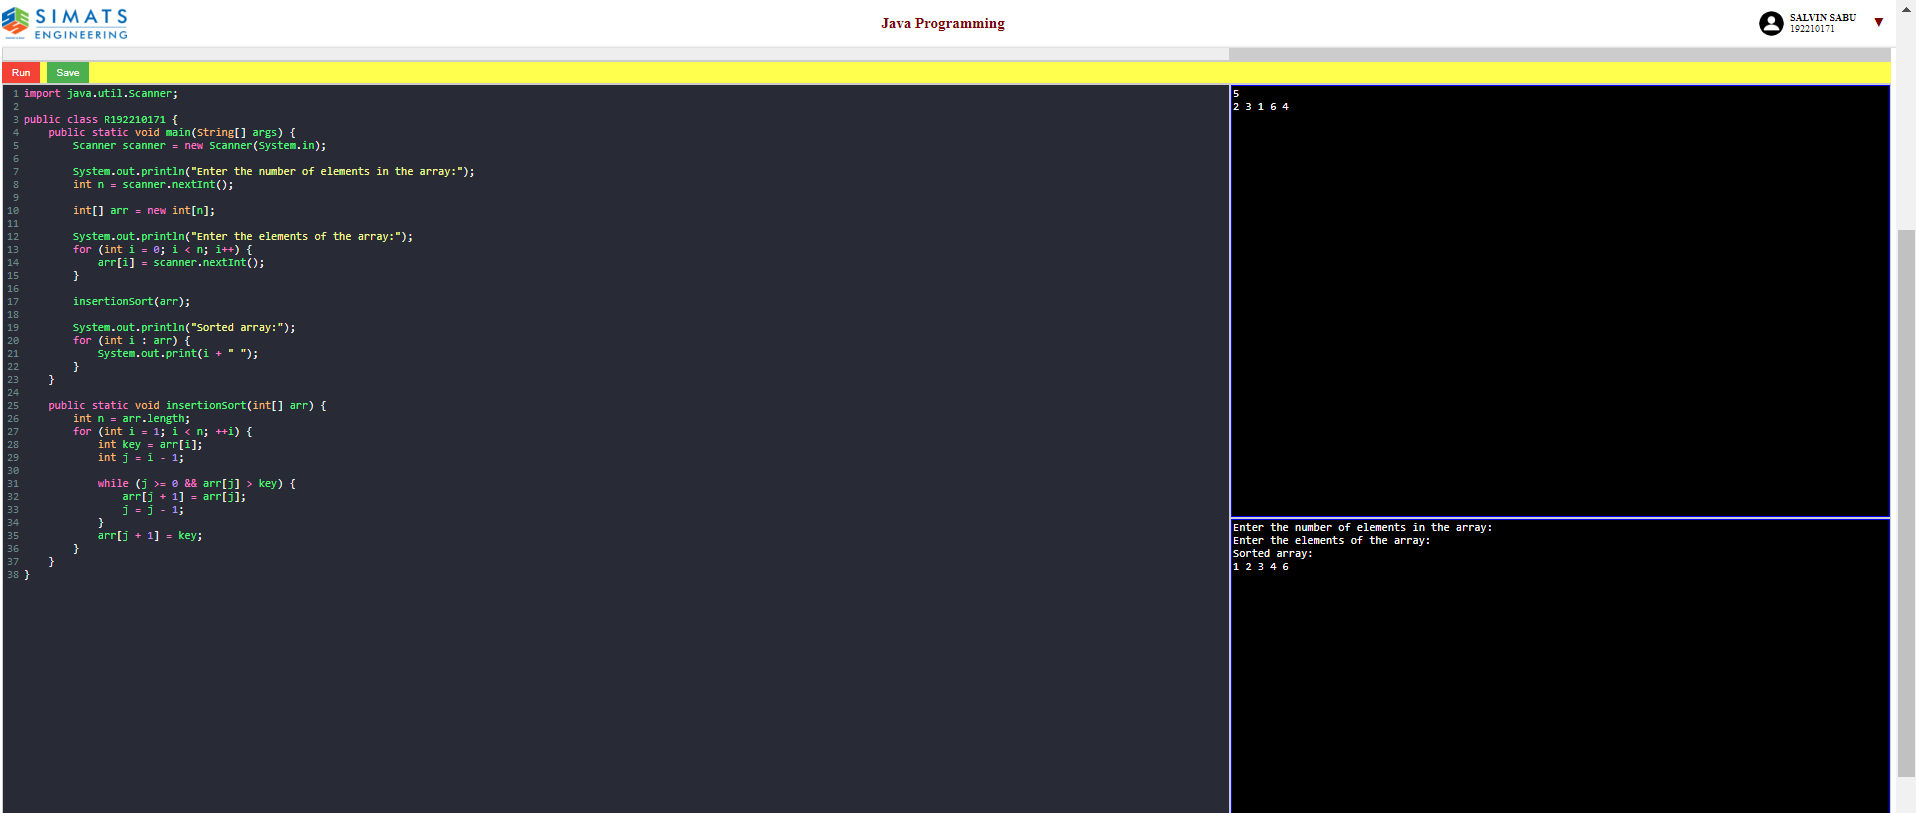 SIMATS
ENGINEERING
Java Programming
SALVIN SABU
192210171
▼
Run
Save
1 import java.util.Scanner;
2
3 public class R192210171 {
4     public static void main(String[] args) {
5         Scanner scanner = new Scanner(System.in);
6
7         System.out.println("Enter the number of elements in the array:");
8         int n = scanner.nextInt();
9
10         int[] arr = new int[n];
11
12         System.out.println("Enter the elements of the array:");
13         for (int i = 0; i < n; i++) {
14             arr[i] = scanner.nextInt();
15         }
16
17         insertionSort(arr);
18
19         System.out.println("Sorted array:");
20         for (int i : arr) {
21             System.out.print(i + " ");
22         }
23     }
24
25     public static void insertionSort(int[] arr) {
26         int n = arr.length;
27         for (int i = 1; i < n; ++i) {
28             int key = arr[i];
29             int j = i - 1;
30
31             while (j >= 0 && arr[j] > key) {
32                 arr[j + 1] = arr[j];
33                 j = j - 1;
34             }
35             arr[j + 1] = key;
36         }
37     }
38 }
5
2 3 1 6 4
Enter the number of elements in the array:
Enter the elements of the array:
Sorted array:
1 2 3 4 6